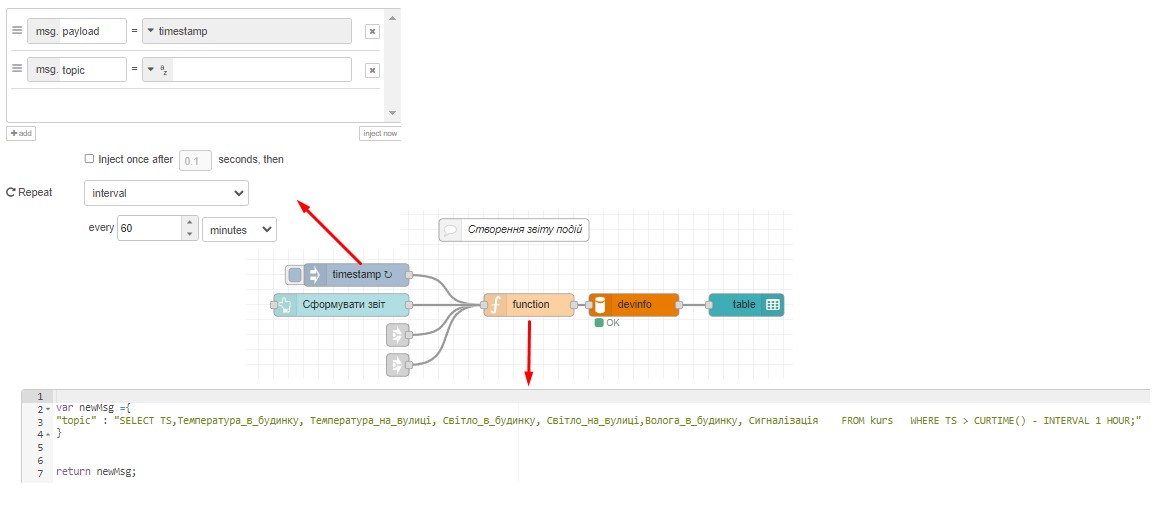 msg. payload = timestamp
msg. topic = a z
add inject now
Inject once after 0.1 seconds, then
Repeat interval
every 60 minutes
Створення звіту подій
timestamp ↻
Сформувати звіт function devinfo table
OK
1
2 var newMsg ={
3 "topic" : "SELECT TS,Температура_в_будинку, Температура_на_вулиці, Світло_в_будинку, Світло_на_вулиці,Волога_в_будинку, Сигналізація FROM kurs WHERE TS > CURTIME() - INTERVAL 1 HOUR;"
4 }
5
6
7 return newMsg;